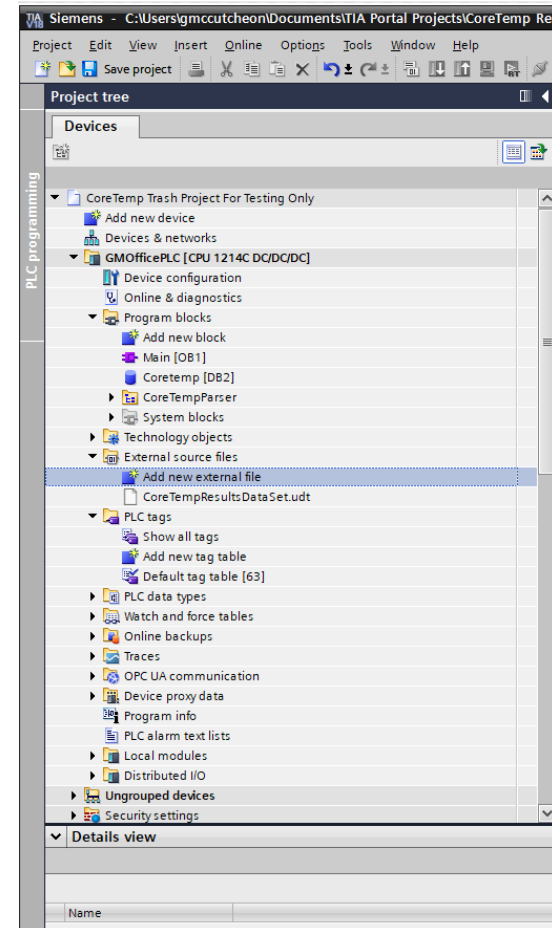 V18 Siemens - C:\Users\gmccutcheon\Documents\TIA Portal Projects\CoreTemp Re
Project Edit View Insert Online Options Tools Window Help
Save project
Project tree
Devices
PLC programming
CoreTemp Trash Project For Testing Only
Add new device
Devices & networks
GMOfficePLC [CPU 1214C DC/DC/DC]
Device configuration
Online & diagnostics
Program blocks
Add new block
Main [OB1]
Coretemp [DB2]
CoreTempParser
System blocks
Technology objects
External source files
Add new external file
CoreTempResultsDataSet.udt
PLC tags
Show all tags
Add new tag table
Default tag table [63]
PLC data types
Watch and force tables
Online backups
Traces
OPC UA communication
Device proxy data
Program info
PLC alarm text lists
Local modules
Distributed I/O
Ungrouped devices
Security settings
Details view
Name